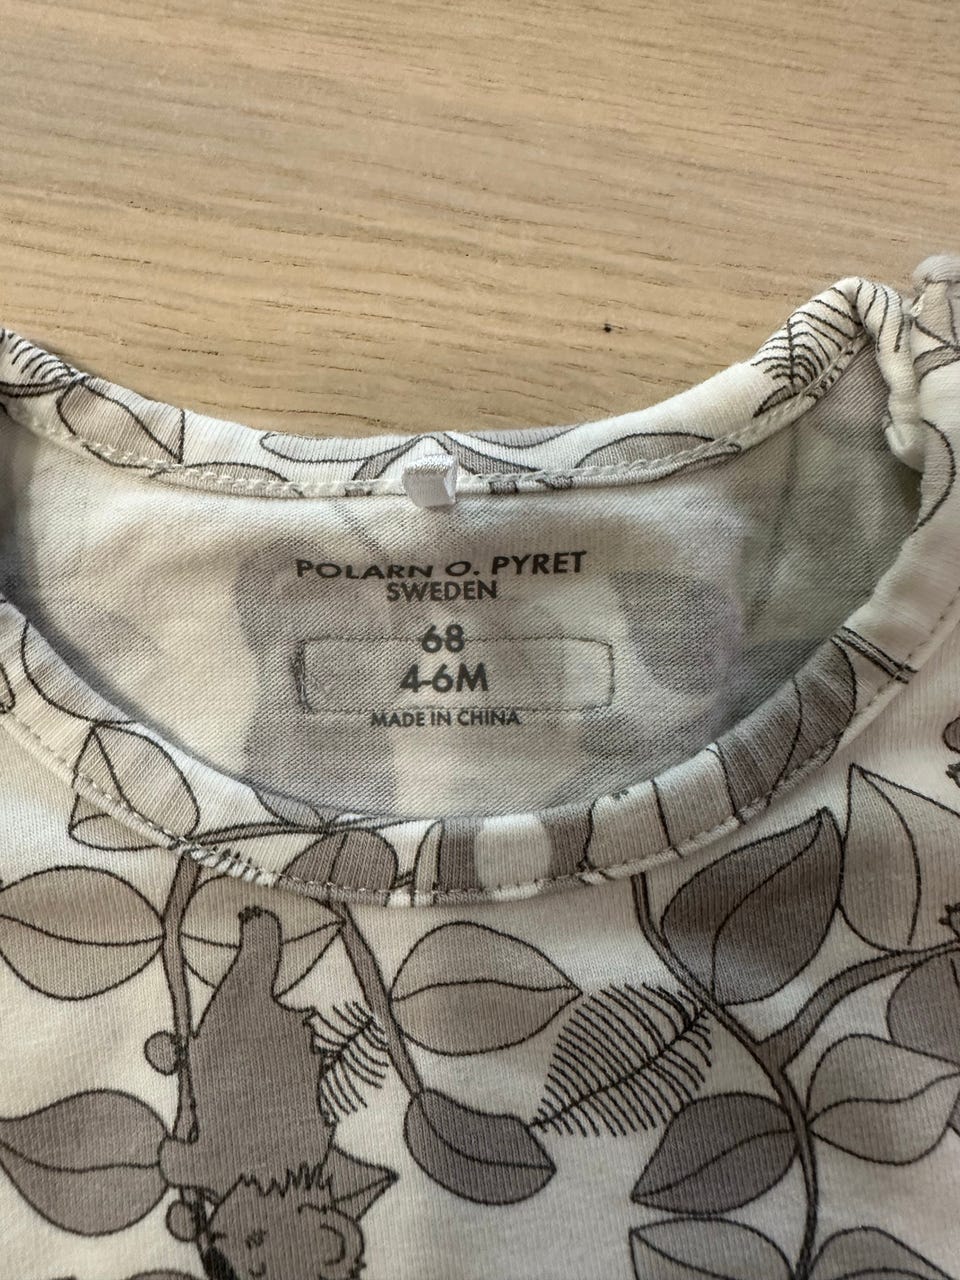 POLARN O. PYRET
SWEDEN
68
4-6M
MADE IN CHINA